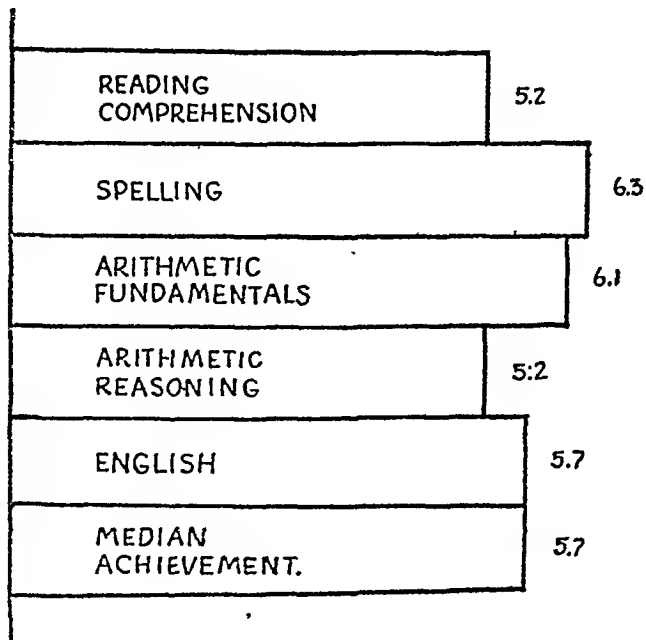 READING
COMPREHENSION
5.2
SPELLING
6.3
ARITHMETIC
FUNDAMENTALS
6.1
ARITHMETIC
REASONING
5:2
ENGLISH
5.7
MEDIAN
ACHIEVEMENT.
5.7